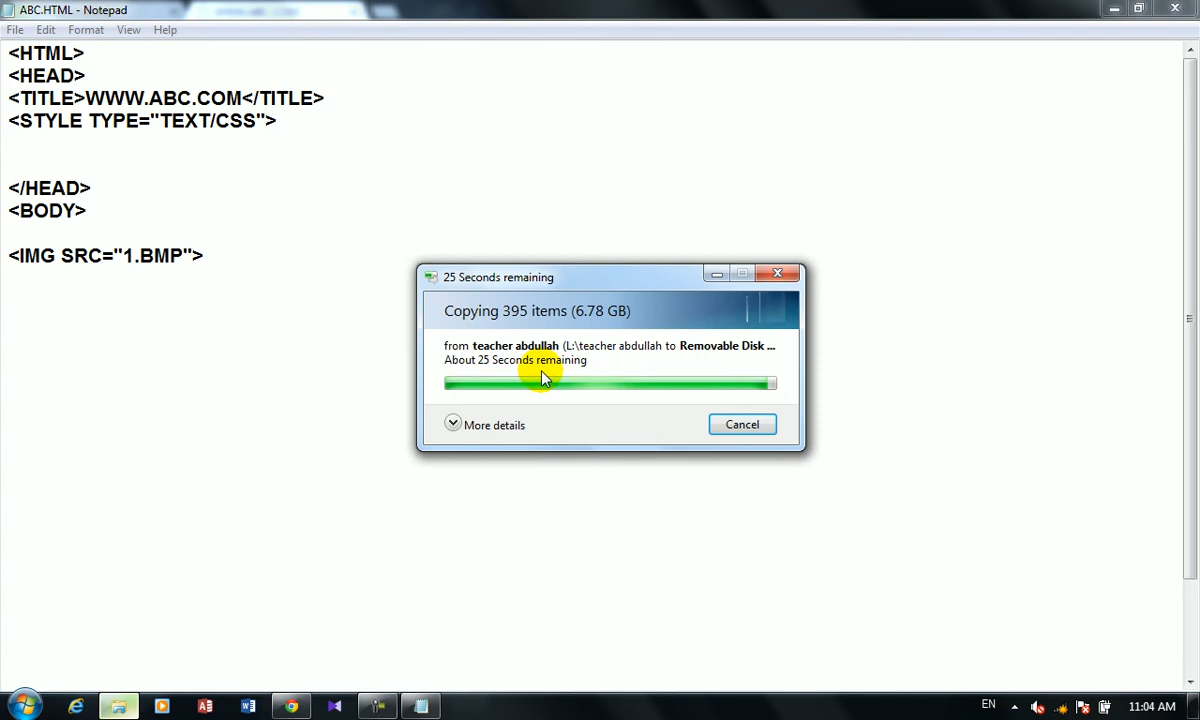 ABC.HTML - Notepad
File Edit Format View Help
<HTML>
<HEAD>
<TITLE>WWW.ABC.COM</TITLE>
<STYLE TYPE="TEXT/CSS">
</HEAD>
<BODY>
<IMG SRC="1.BMP">
25 Seconds remaining
Copying 395 items (6.78 GB)
from teacher abdullah (L:\teacher abdullah to Removable Disk ...
About 25 Seconds remaining
More details
Cancel
EN
11:04 AM